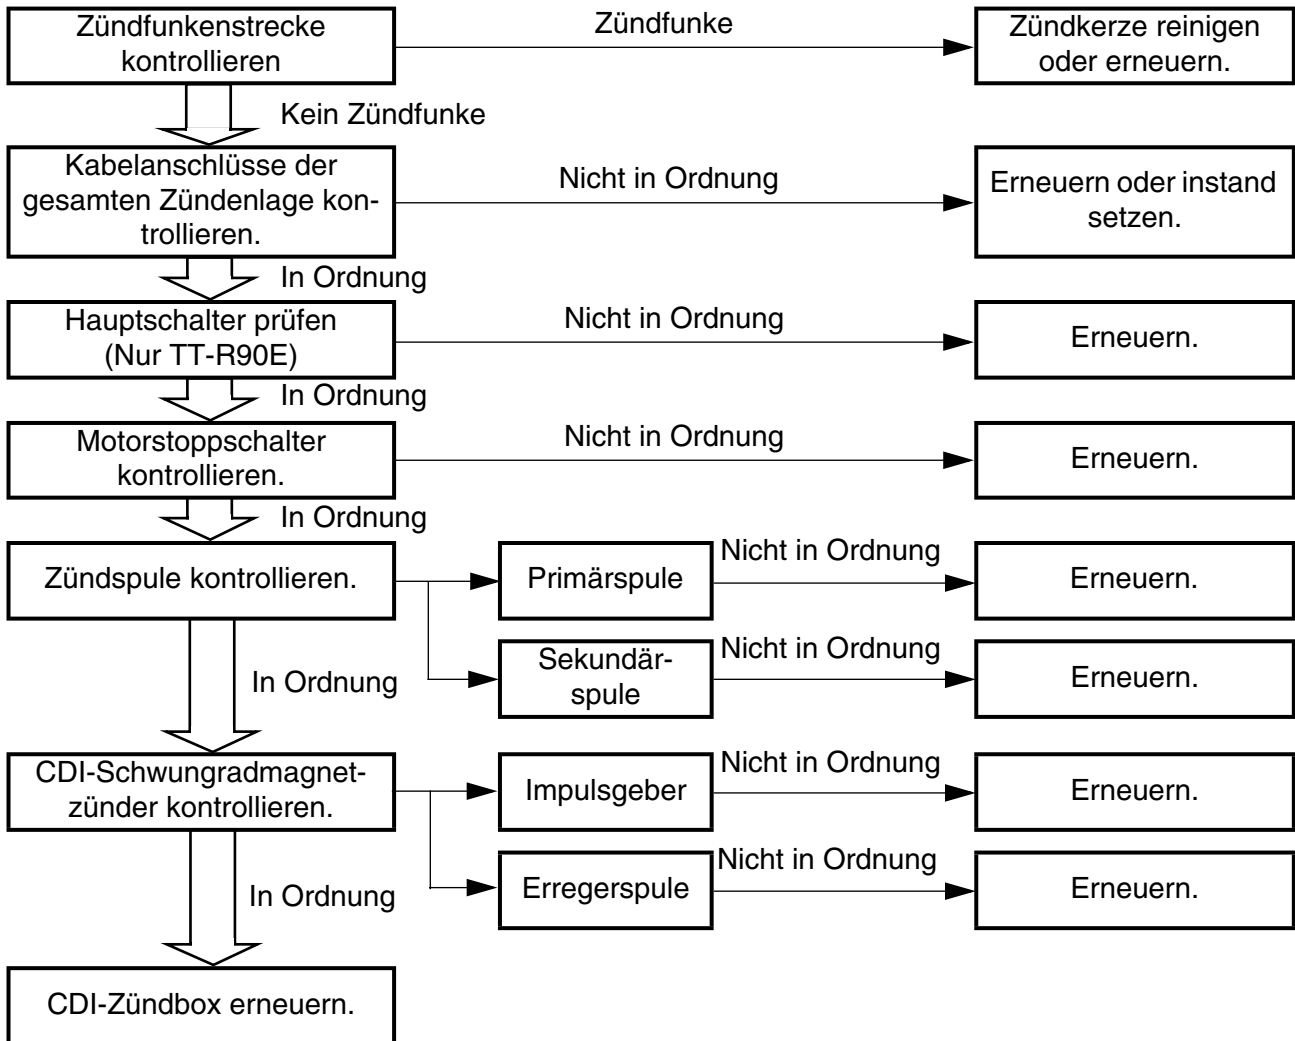 Zündfunkenstrecke
kontrollieren
Zündfunke
Zündkerze reinigen
oder erneuern.
Kein Zündfunke
Kabelanschlüsse der
gesamten Zündenlage kon-
trollieren.
Nicht in Ordnung
Erneuern oder instand
setzen.
In Ordnung
Hauptschalter prüfen
(Nur TT-R90E)
Nicht in Ordnung
Erneuern.
In Ordnung
Motorstoppschalter
kontrollieren.
Nicht in Ordnung
Erneuern.
In Ordnung
Zündspule kontrollieren.
Primärspule
Nicht in Ordnung
Erneuern.
Sekundär-
spule
Nicht in Ordnung
Erneuern.
In Ordnung
CDI-Schwungradmagnet-
zünder kontrollieren.
Impulsgeber
Nicht in Ordnung
Erneuern.
Erregerspule
Nicht in Ordnung
Erneuern.
In Ordnung
CDI-Zündbox erneuern.